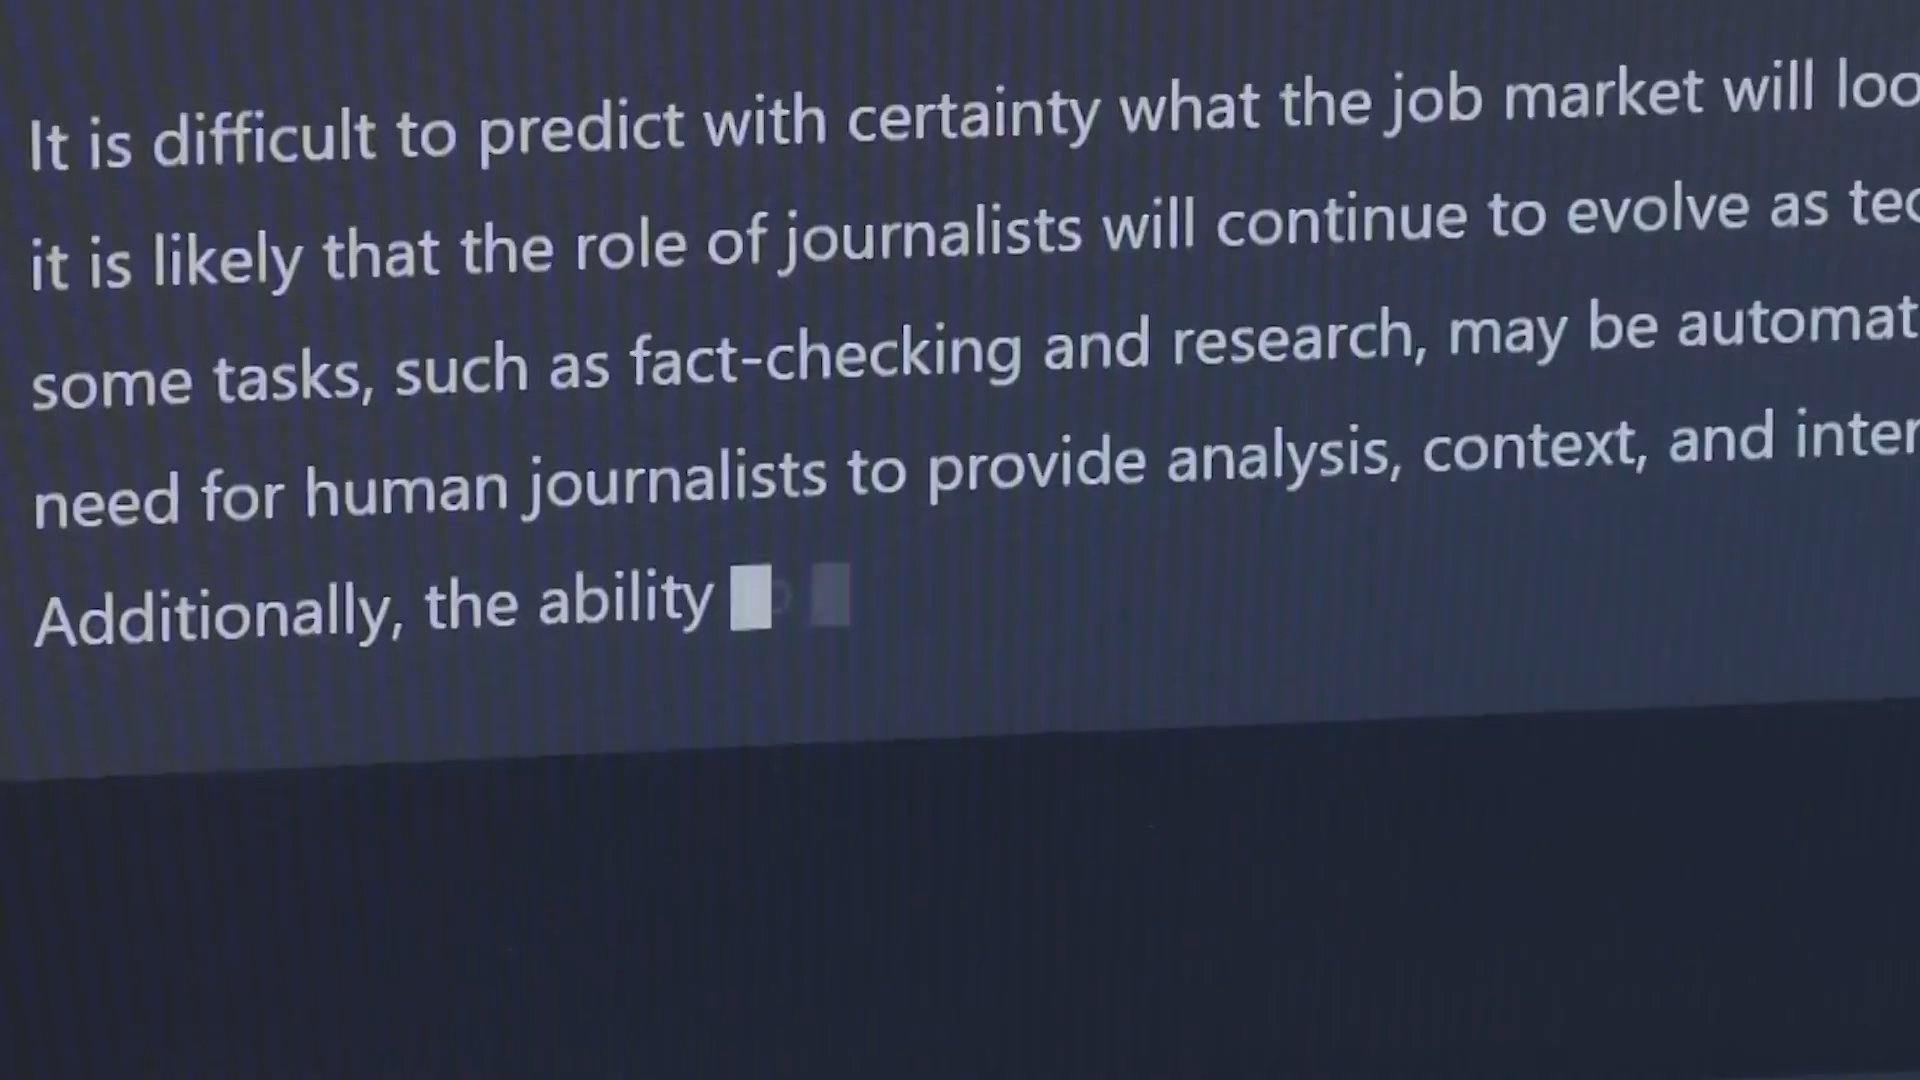 It is difficult to predict with certainty what the job market will loo
it is likely that the role of journalists will continue to evolve as tec
some tasks, such as fact-checking and research, may be automat
need for human journalists to provide analysis, context, and inter
Additionally, the ability